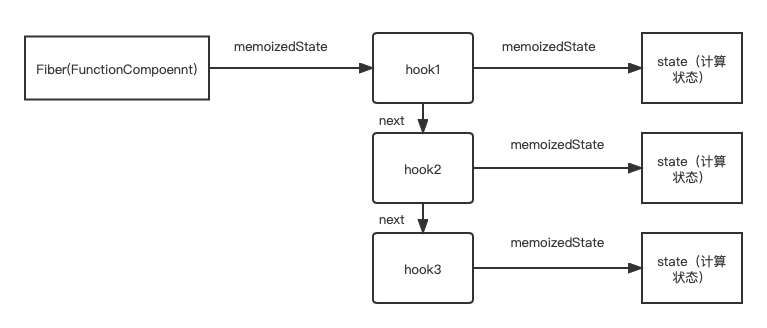 memoizedState
memoizedState
Fiber(FunctionCompoennt)
hook1
state（计算
状态）
next
memoizedState
hook2
state（计算
状态）
next
memoizedState
hook3
state（计算
状态）